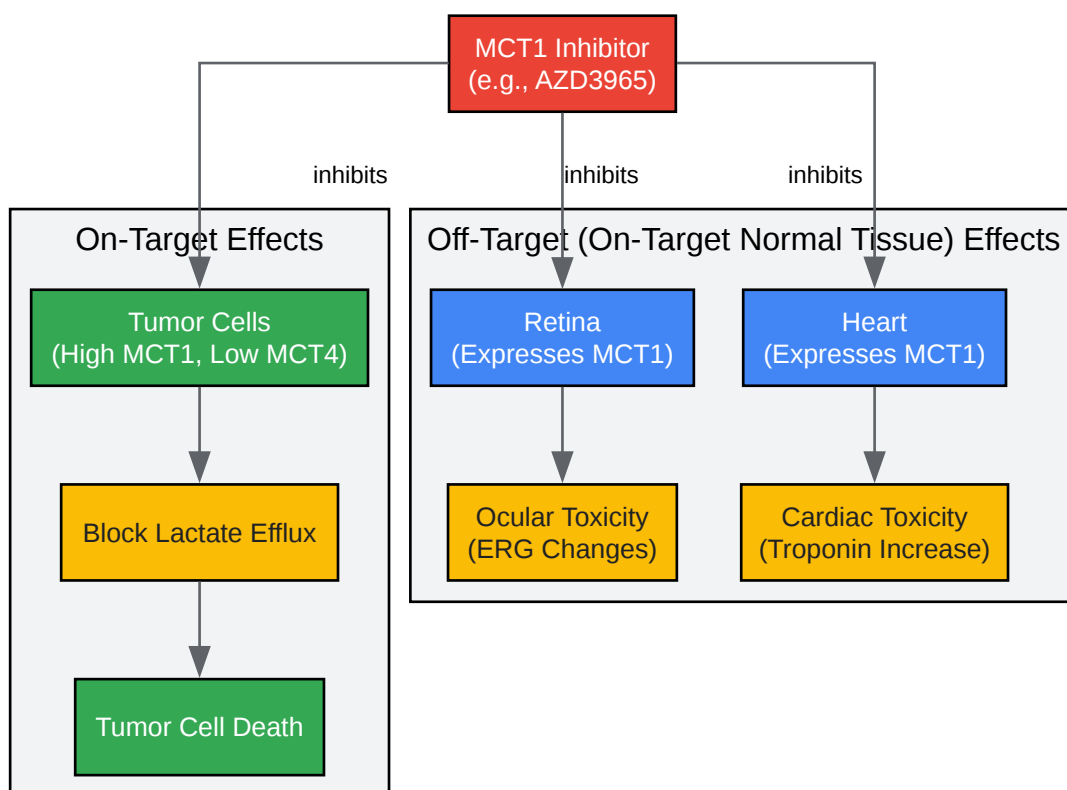 MCT1 Inhibitor
(e.g., AZD3965)
inhibits
inhibits
inhibits
On-Target Effects
Tumor Cells
(High MCT1, Low MCT4)
Block Lactate Efflux
Tumor Cell Death
Off-Target (On-Target Normal Tissue) Effects
Retina
(Expresses MCT1)
Ocular Toxicity
(ERG Changes)
Heart
(Expresses MCT1)
Cardiac Toxicity
(Troponin Increase)